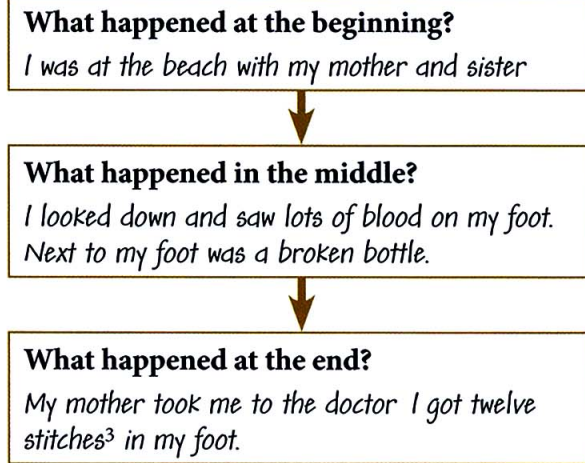 What happened at the beginning?
I was at the beach with my mother and sister
What happened in the middle?
I looked down and saw lots of blood on my foot.
Next to my foot was a broken bottle.
What happened at the end?
My mother took me to the doctor I got twelve
stitches³ in my foot.